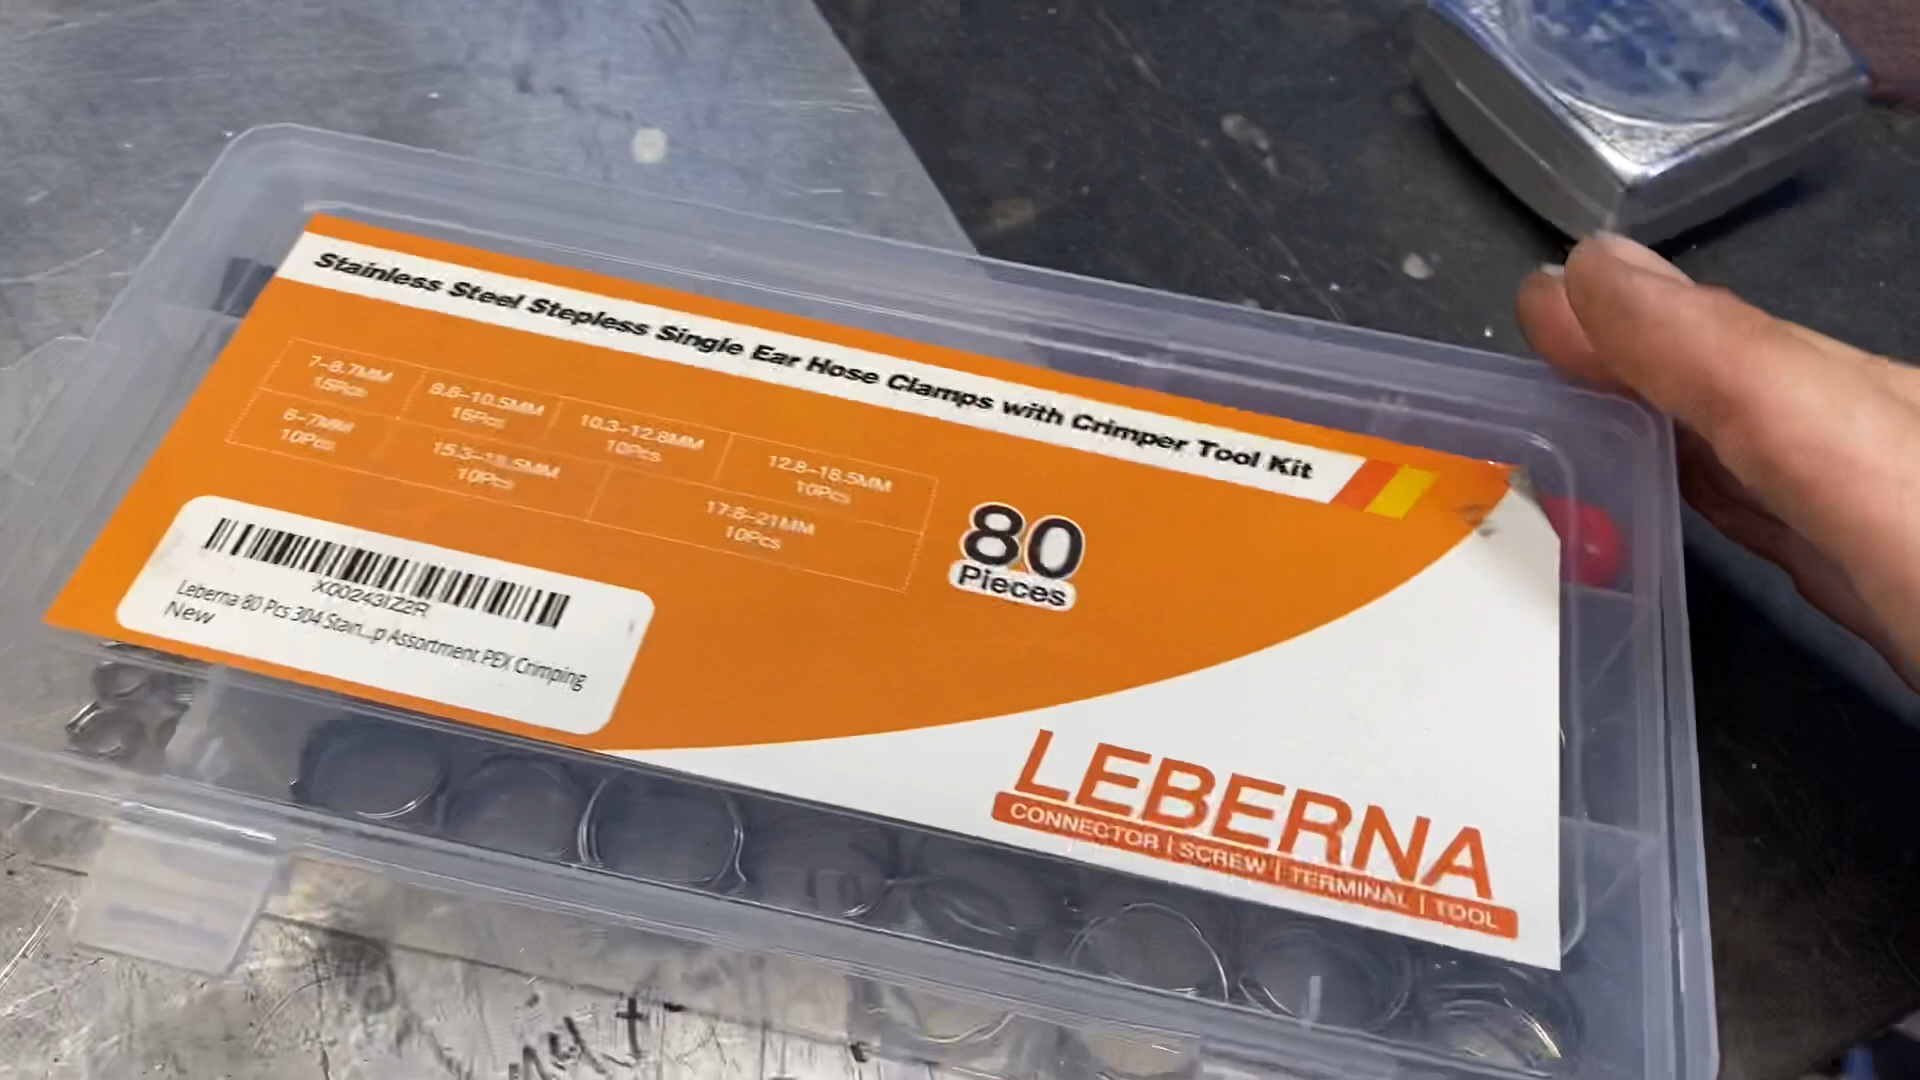 Stainless Steel Stepless Single Ear Hose Clamps with Crimper Tool Kit
7-8.7MM
15Pcs
8.8-10.5MM
15Pcs
10.3-12.8MM
10Pcs
12.8-18.5MM
10Pcs
6-7MM
10Pcs
10Pcs
17.8-21MM
10Pcs
80
Pieces
X00243IZ2R
Leberna 80 Pcs 304 Stain...p Assortment PEX Crimping
New
LEBERNA
CONNECTOR | SCREW | TERMINAL | TOOL